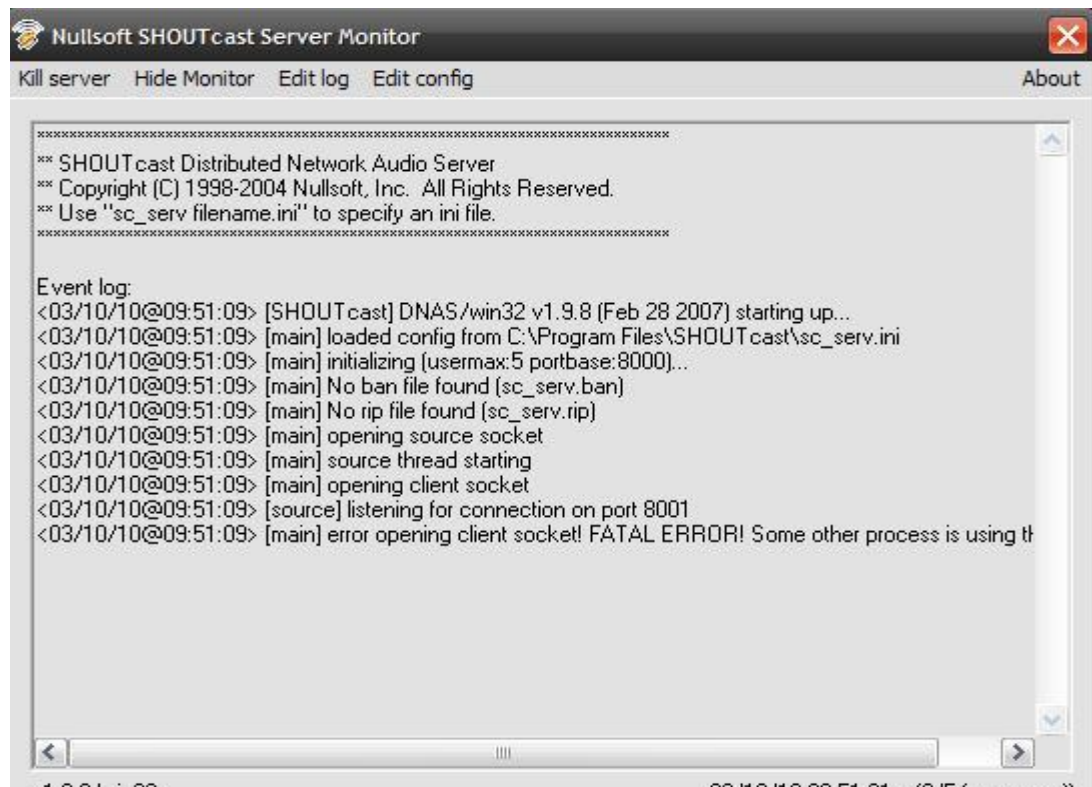 Nullsoft SHOUTcast Server Monitor
Kill server Hide Monitor Edit log Edit config About
*******************************************************************************
** SHOUTcast Distributed Network Audio Server
** Copyright (C) 1998-2004 Nullsoft, Inc. All Rights Reserved.
** Use "sc_serv filename.ini" to specify an ini file.
*******************************************************************************
Event log:
<03/10/10@09:51:09> [SHOUTcast] DNAS/win32 v1.9.8 (Feb 28 2007) starting up...
<03/10/10@09:51:09> [main] loaded config from C:\Program Files\SHOUTcast\sc_serv.ini
<03/10/10@09:51:09> [main] initializing (usermax:5 portbase:8000)...
<03/10/10@09:51:09> [main] No ban file found (sc_serv.ban)
<03/10/10@09:51:09> [main] No rip file found (sc_serv.rip)
<03/10/10@09:51:09> [main] opening source socket
<03/10/10@09:51:09> [main] source thread starting
<03/10/10@09:51:09> [main] opening client socket
<03/10/10@09:51:09> [source] listening for connection on port 8001
<03/10/10@09:51:09> [main] error opening client socket! FATAL ERROR! Some other process is using